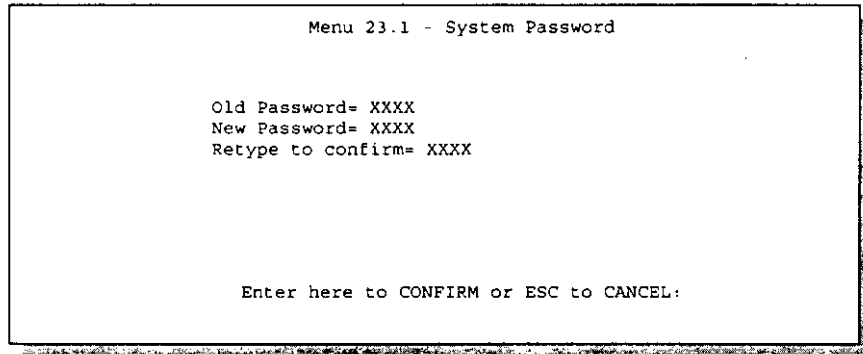 Menu 23.1 - System Password
Old Password= XXXX
New Password= XXXX
Retype to confirm= XXXX
Enter here to CONFIRM or ESC to CANCEL: